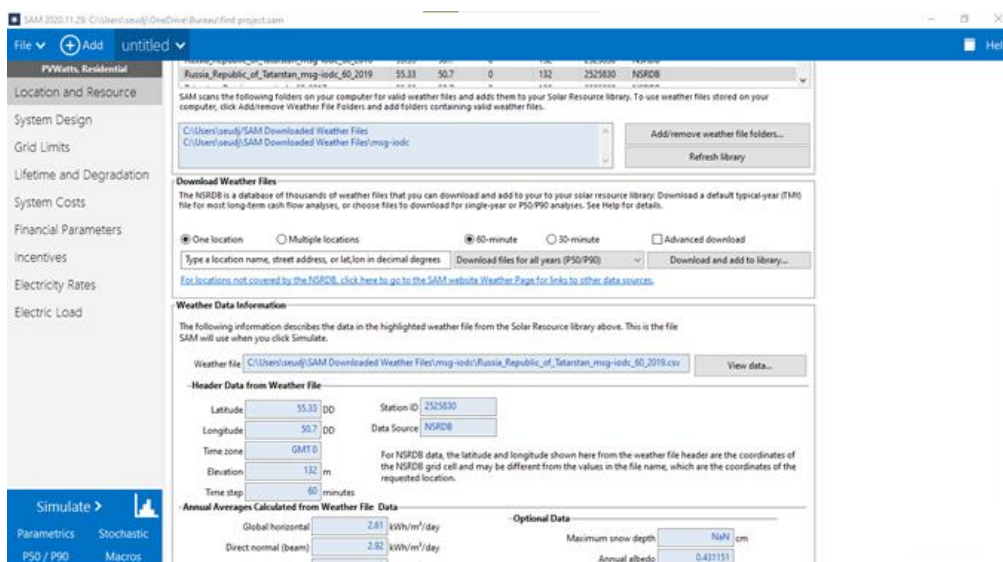 SAM 2020.11.29: C:\Users\seudj\OneDrive\Bureau\first project.sam
File Add untitled Hel
PVWatts, Residential
Location and Resource
System Design
Grid Limits
Lifetime and Degradation
System Costs
Financial Parameters
Incentives
Electricity Rates
Electric Load
Simulate >
Parametrics Stochastic
P50 / P90 Macros
Russia_Republic_of_Tatarstan_msg-iodc_60_2019 55.33 50.7 0 132 2525830 NSRDB
SAM scans the following folders on your computer for valid weather files and adds them to your Solar Resource library. To use weather files stored on your
computer, click Add/remove Weather File Folders and add folders containing valid weather files.
C:\Users\seudj/SAM Downloaded Weather Files
C:\Users\seudj\SAM Downloaded Weather Files\msg-iodc
Add/remove weather file folders...
Refresh library
Download Weather Files
The NSRDB is a database of thousands of weather files that you can download and add to your to your solar resource library: Download a default typical-year (TMY)
file for most long-term cash flow analyses, or choose files to download for single-year or P50/P90 analyses. See Help for details.
One location Multiple locations 60-minute 30-minute Advanced download
Type a location name, street address, or lat,lon in decimal degrees Download files for all years (P50/P90) Download and add to library...
For locations not covered by the NSRDB, click here to go to the SAM website Weather Page for links to other data sources.
Weather Data Information
The following information describes the data in the highlighted weather file from the Solar Resource library above. This is the file
SAM will use when you click Simulate.
Weather file C:\Users\seudj\SAM Downloaded Weather Files\msg-iodc\Russia_Republic_of_Tatarstan_msg-iodc_60_2019.csv View data...
Header Data from Weather File
Latitude 55.33 DD Station ID 2525830
Longitude 50.7 DD Data Source NSRDB
Time zone GMT 0
Elevation 132 m
Time step 60 minutes
For NSRDB data, the latitude and longitude shown here from the weather file header are the coordinates of
the NSRDB grid cell and may be different from the values in the file name, which are the coordinates of the
requested location.
Annual Averages Calculated from Weather File Data
Global horizontal 2.61 kWh/m²/day
Direct normal (beam) 2.92 kWh/m²/day
Optional Data
Maximum snow depth NaN cm
Annual albedo 0.431151